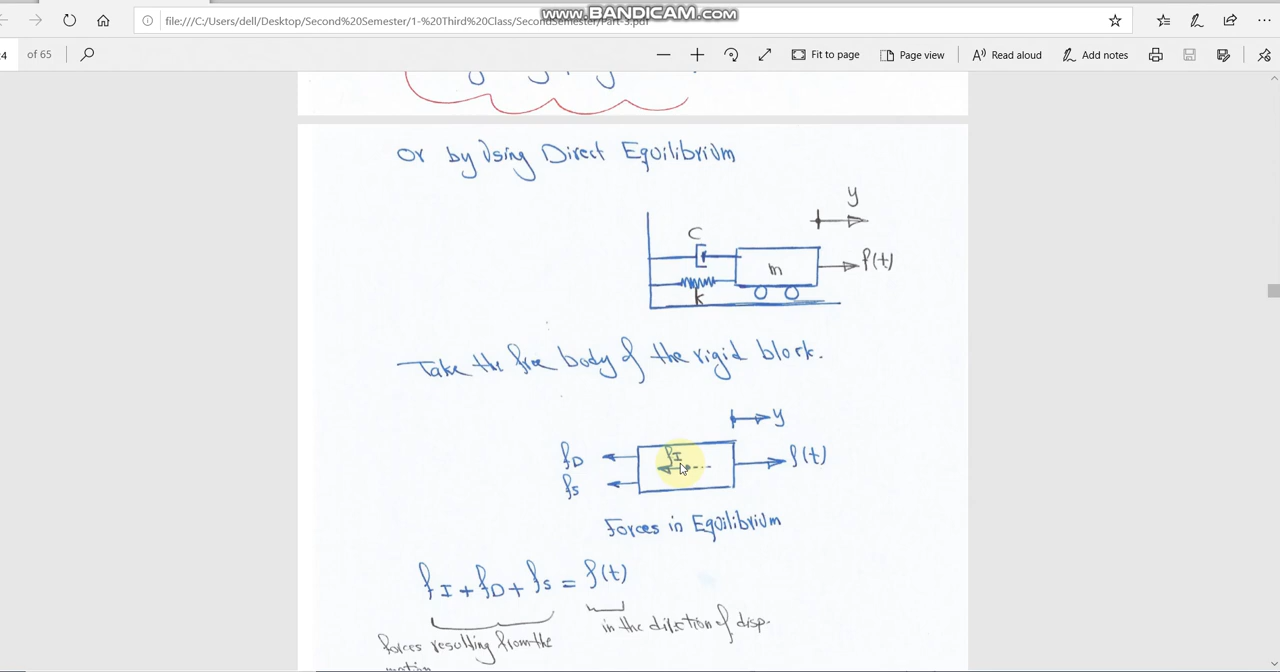 www.BANDICAM.com
file:///C:/Users/dell/Desktop/Second%20Semester/1-%20Third%20Class/SecondSemester/Part-3.pdf
4 of 65
Fit to page
Page view
Read aloud
Add notes
or by Using Direct Equilibrium
y
C
m
f(t)
k
Take the free body of the rigid block.
y
fD
fI
f(t)
fs
Forces in Equilibrium
fI + fD + fs = f(t)
in the direction of disp.
forces resulting from the
motion